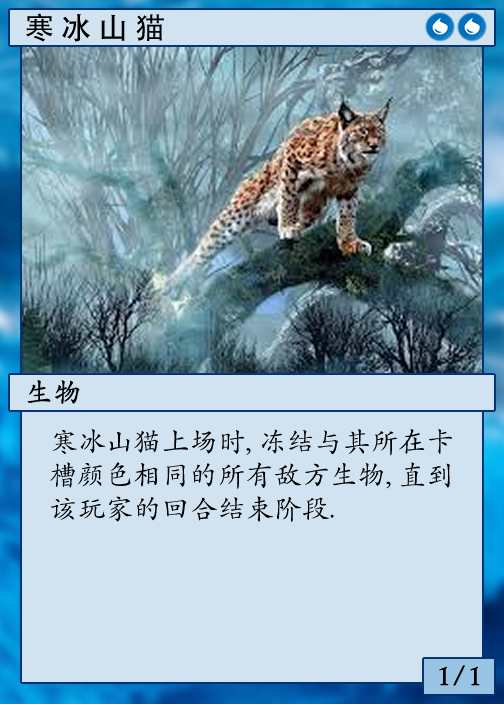 寒冰山猫
生物
寒冰山猫上场时, 冻结与其所在卡
槽颜色相同的所有敌方生物, 直到
该玩家的回合结束阶段.
1/1